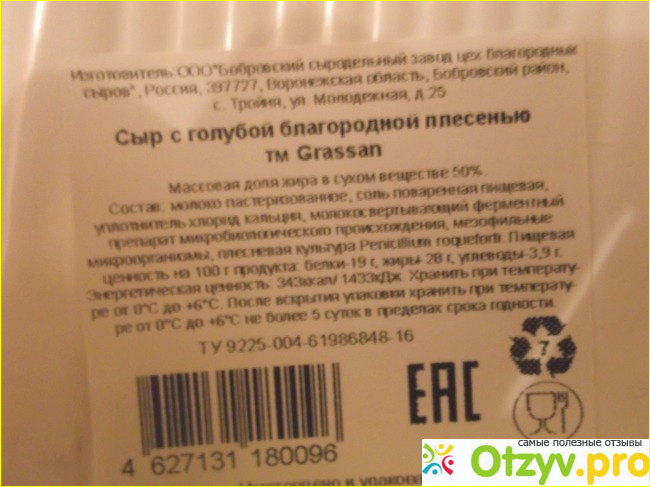 Изготовитель ООО"Бобровский сыродельный завод цех благородных
сыров", Россия, 397727, Воронежская область, Бобровский район,
с. Тройня, ул. Молодежная, д.25
Сыр с голубой благородной плесенью
тм Grassan
Массовая доля жира в сухом веществе 50%.
Состав: молоко пастеризованное, соль поваренная пищевая,
уплотнитель хлорид кальция, молокосвертывающий ферментный
препарат микробиологического происхождения, мезофильные
микроорганизмы, плесневая культура Penicillium roqueforti. Пищевая
ценность на 100 г продукта: белки-19 г, жиры-28 г, углеводы-3,9 г.
Энергетическая ценность: 343ккал/ 1433кДж. Хранить при температу-
ре от 0°С до +6°С. После вскрытия упаковки хранить при температу-
ре от 0°С до +6°С не более 5 суток в пределах срока годности.
ТУ 9225-004-61986848-16
7
ЕАС
4 627131 180096
самые полезные отзывы
Otzyv.pro